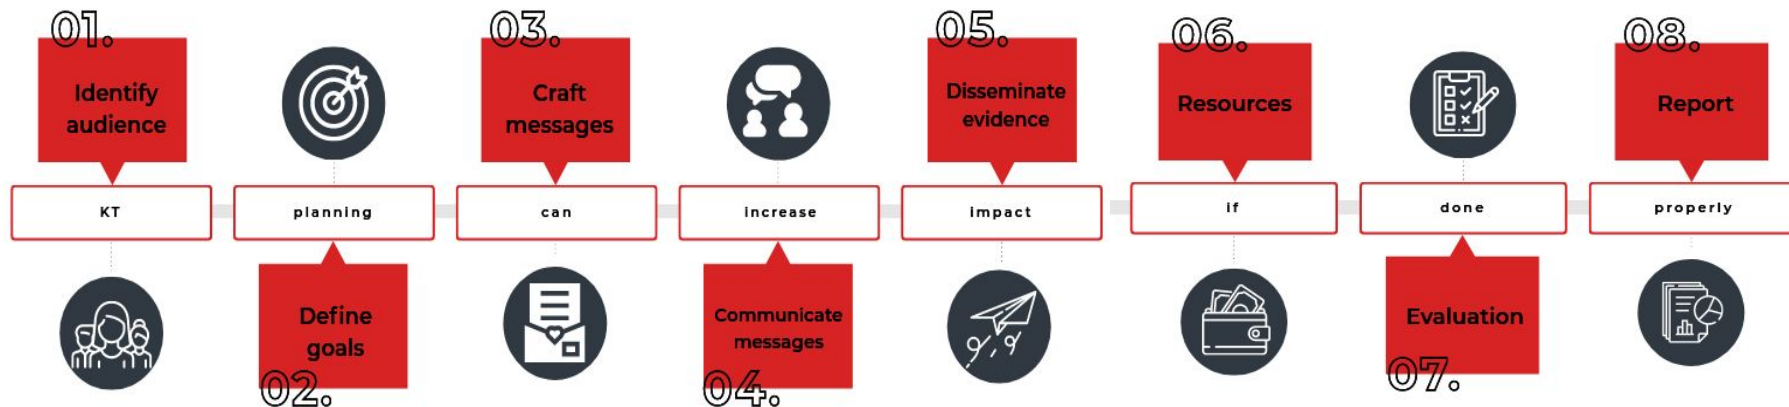 01.
Identify
audience
KT
planning
Define
goals
02.
03.
Craft
messages
can
increase
Communicate
messages
04.
05.
Disseminate
evidence
impact
06.
Resources
if
done
Evaluation
07.
08.
Report
properly